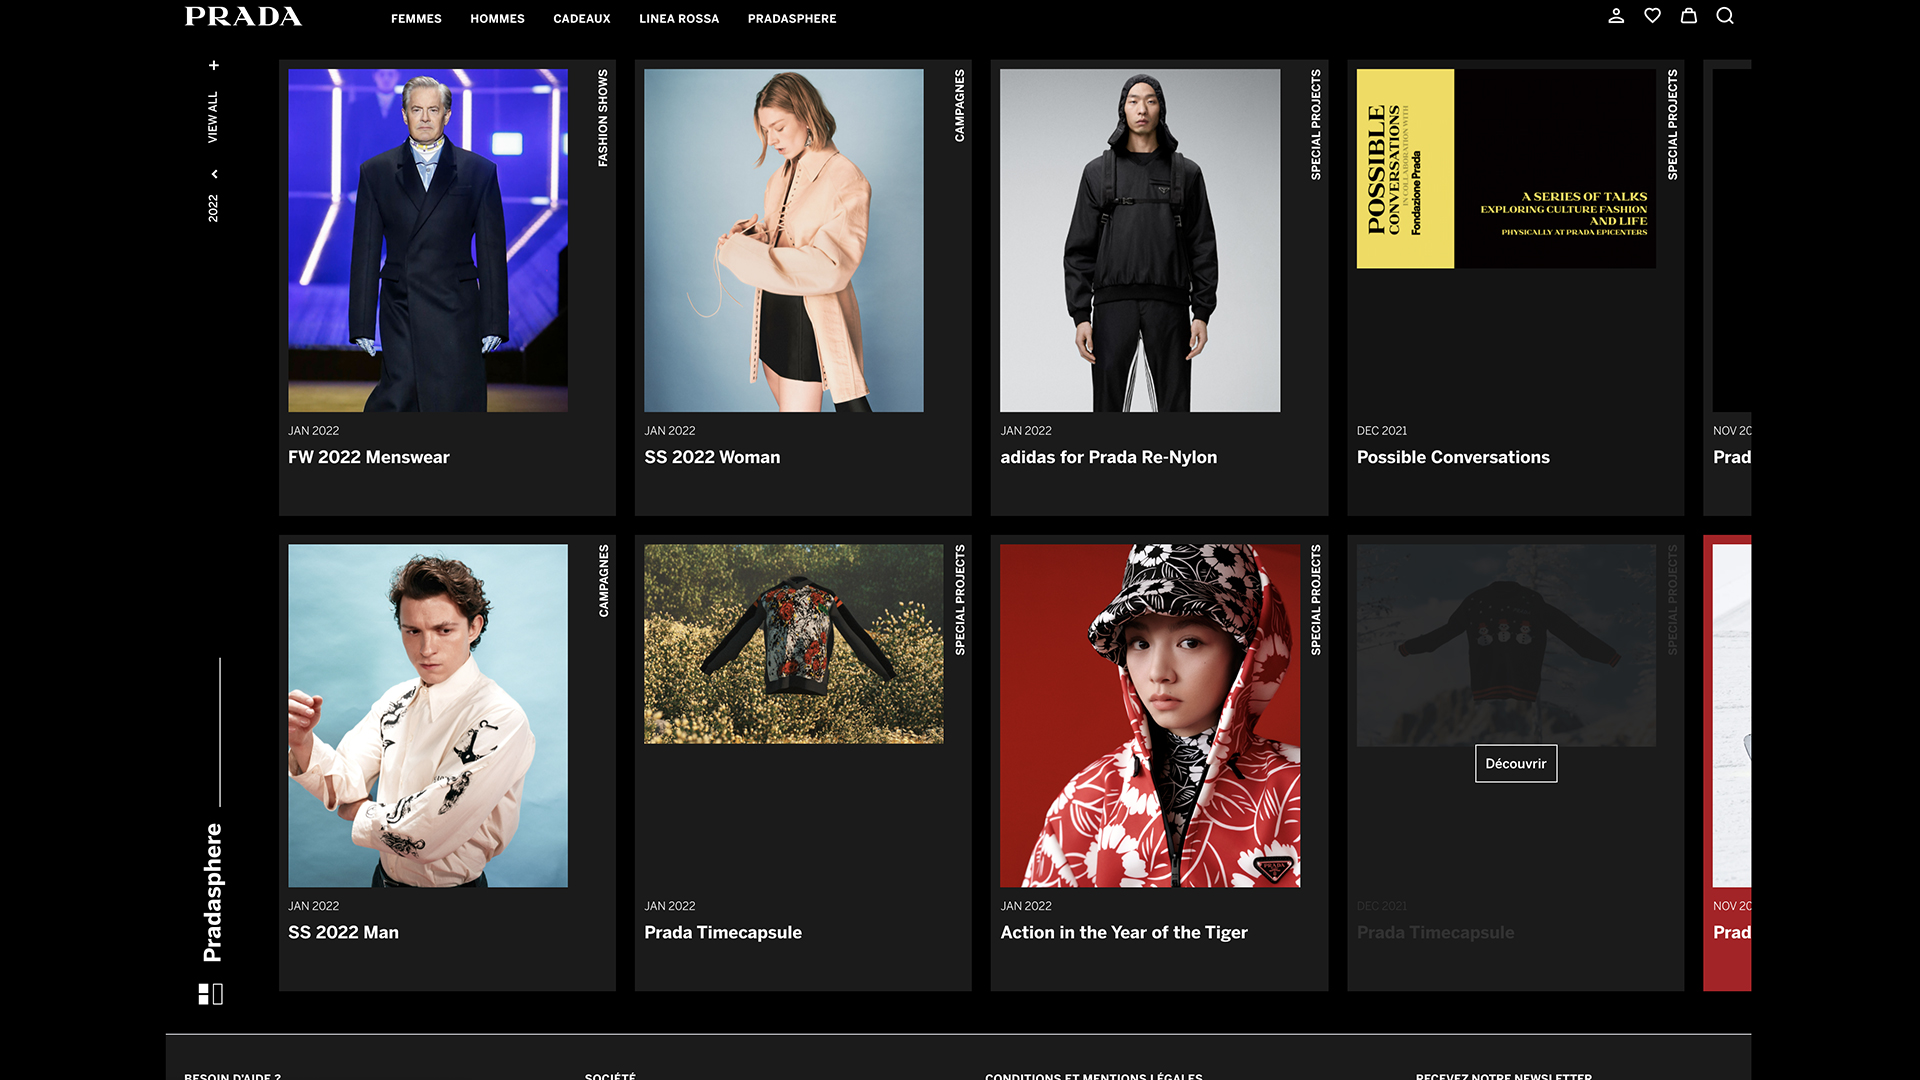 PRADA
FEMMES
HOMMES
CADEAUX
LINEA ROSSA
PRADASPHERE
+
VIEW ALL
2022
Pradasphere
FASHION SHOWS
JAN 2022
FW 2022 Menswear
CAMPAGNES
JAN 2022
SS 2022 Woman
SPECIAL PROJECTS
JAN 2022
adidas for Prada Re-Nylon
POSSIBLE
CONVERSATIONS
IN COLLABORATION WITH
Fondazione Prada
A SERIES OF TALKS
EXPLORING CULTURE FASHION
AND LIFE
PHYSICALLY AT PRADA EPICENTERS
SPECIAL PROJECTS
DEC 2021
Possible Conversations
NOV 20
Prad
CAMPAGNES
JAN 2022
SS 2022 Man
SPECIAL PROJECTS
JAN 2022
Prada Timecapsule
SPECIAL PROJECTS
PRADA
JAN 2022
Action in the Year of the Tiger
SPECIAL PROJECTS
Découvrir
DEC 2021
Prada Timecapsule
NOV 20
Prad
BESOIN D'AIDE ?
SOCIÉTÉ
CONDITIONS ET MENTIONS LÉGALES
RECEVEZ NOTRE NEWSLETTER